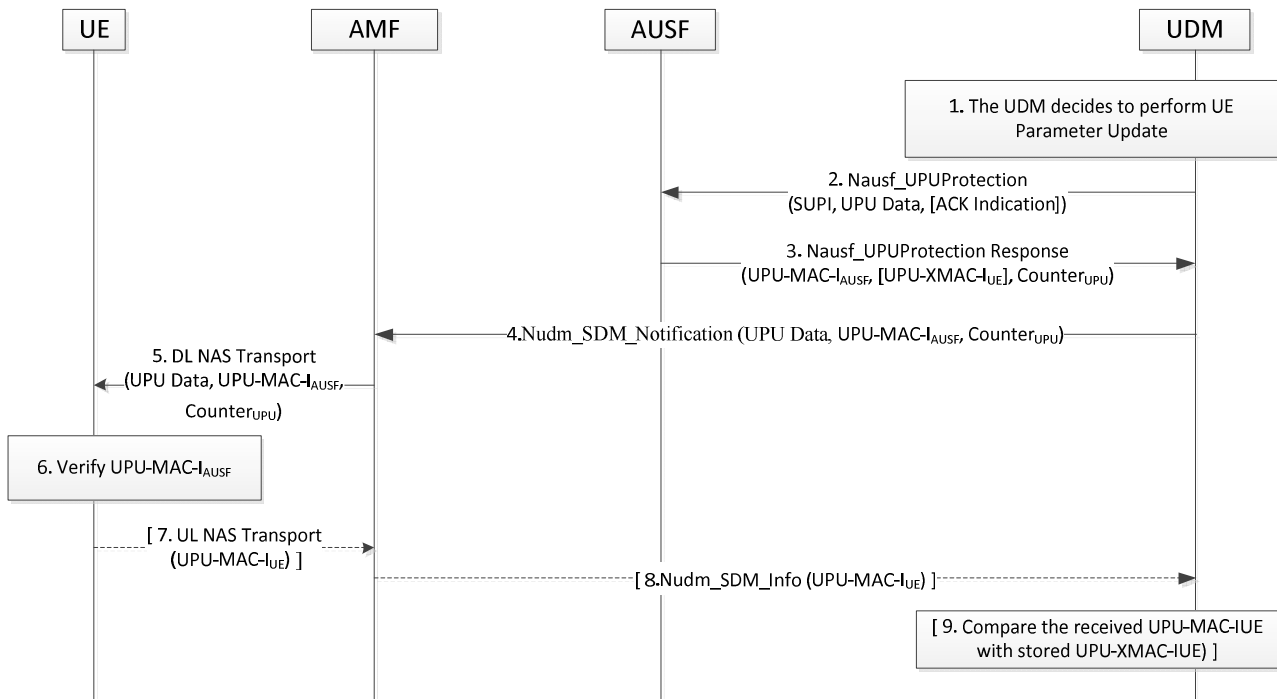 UE
AMF
AUSF
UDM
1. The UDM decides to perform UE
Parameter Update
2. Nausf_UPUProtection
(SUPI, UPU Data, [ACK Indication])
3. Nausf_UPUProtection Response
(UPU-MAC-IAUSF, [UPU-XMAC-IUE], CounterUPU)
4.Nudm_SDM_Notification (UPU Data, UPU-MAC-IAUSF, CounterUPU)
5. DL NAS Transport
(UPU Data, UPU-MAC-IAUSF,
CounterUPU)
6. Verify UPU-MAC-IAUSF
[ 7. UL NAS Transport
(UPU-MAC-IUE) ]
[ 8.Nudm_SDM_Info (UPU-MAC-IUE) ]
[ 9. Compare the received UPU-MAC-IUE
with stored UPU-XMAC-IUE) ]